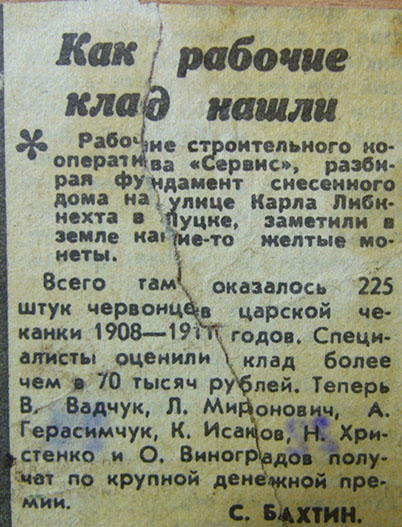 Как рабочие
клад нашли
* Рабочие строительного ко-
оператива «Сервис», разби-
рая фундамент снесенного
дома на улице Карла Либк-
нехта в Луцке, заметили в
земле какие-то желтые мо-
неты.
Всего там оказалось 225
штук червонцев царской че-
канки 1908—1911 годов. Специ-
алисты оценили клад более
чем в 70 тысяч рублей. Теперь
В. Вадчук, Л. Миронович, А.
Герасимчук, К. Исаков, Н. Хри-
стенко и О. Виноградов полу-
чат по крупной денежной пре-
мии.
С. БАХТИН.